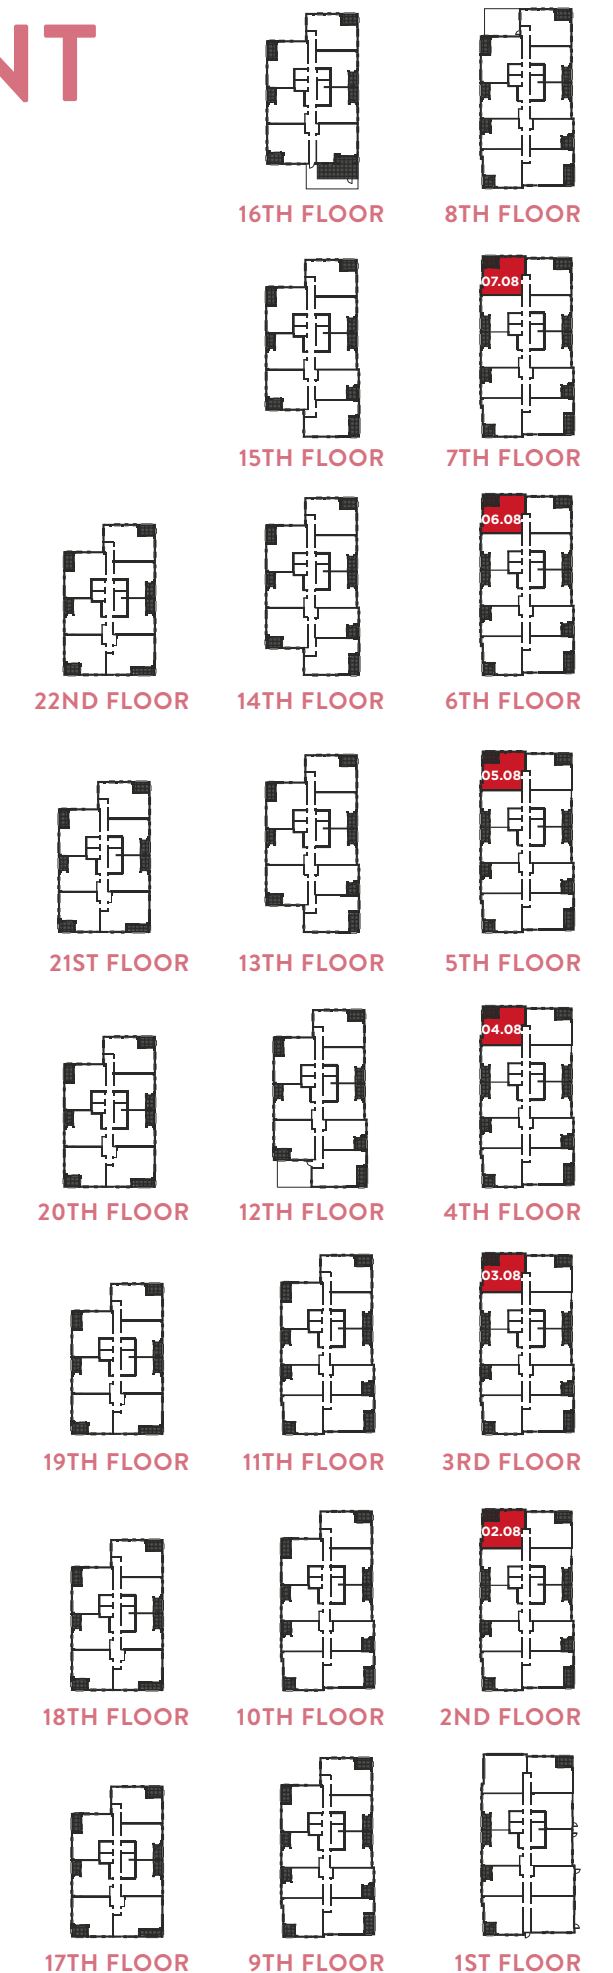 NT
16TH FLOOR
8TH FLOOR
07.08
15TH FLOOR
7TH FLOOR
06.08
22ND FLOOR
14TH FLOOR
6TH FLOOR
05.08
21ST FLOOR
13TH FLOOR
5TH FLOOR
04.08
20TH FLOOR
12TH FLOOR
4TH FLOOR
03.08
19TH FLOOR
11TH FLOOR
3RD FLOOR
02.08
18TH FLOOR
10TH FLOOR
2ND FLOOR
17TH FLOOR
9TH FLOOR
1ST FLOOR